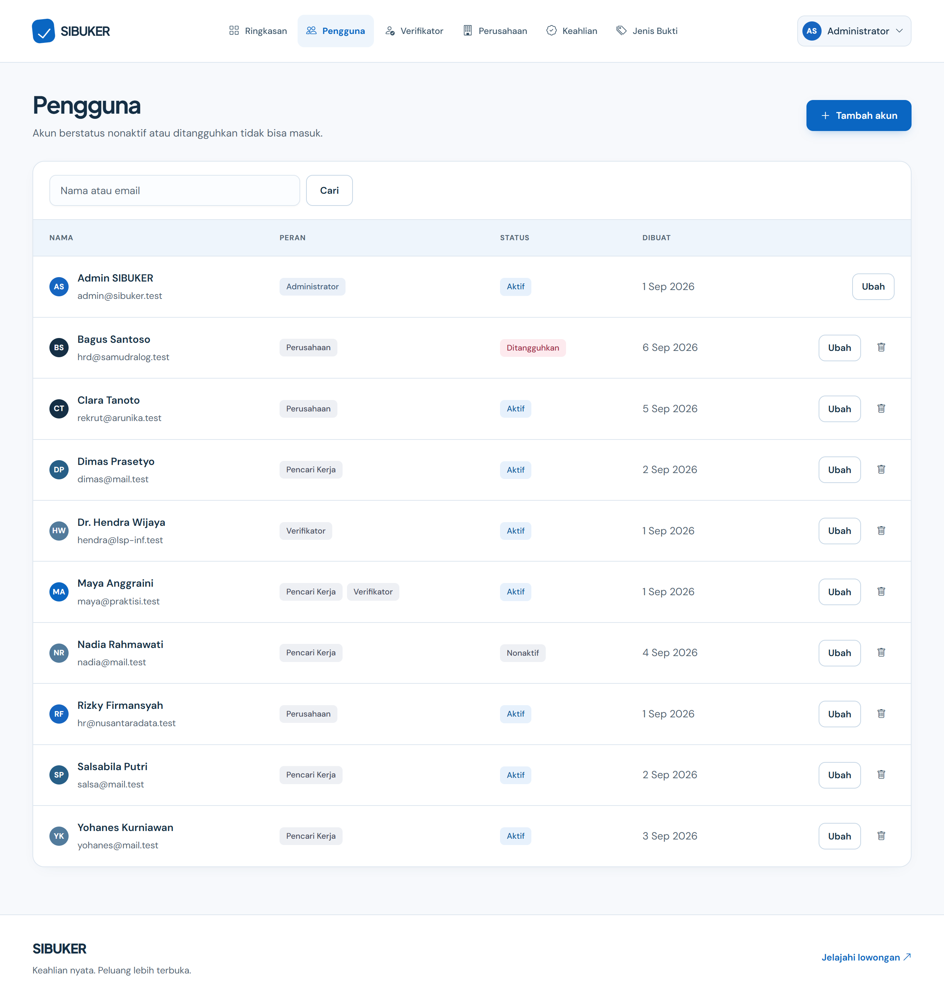 SIBUKER
Ringkasan
Pengguna
Verifikator
Perusahaan
Keahlian
Jenis Bukti
AS Administrator
Pengguna
Akun berstatus nonaktif atau ditangguhkan tidak bisa masuk.
+ Tambah akun
Nama atau email
Cari
NAMA PERAN STATUS DIBUAT
AS Admin SIBUKER
admin@sibuker.test
Administrator Aktif 1 Sep 2026 Ubah
BS Bagus Santoso
hrd@samudralog.test
Perusahaan Ditangguhkan 6 Sep 2026 Ubah
CT Clara Tanoto
rekrut@arunika.test
Perusahaan Aktif 5 Sep 2026 Ubah
DP Dimas Prasetyo
dimas@mail.test
Pencari Kerja Aktif 2 Sep 2026 Ubah
HW Dr. Hendra Wijaya
hendra@lsp-inf.test
Verifikator Aktif 1 Sep 2026 Ubah
MA Maya Anggraini
maya@praktisi.test
Pencari Kerja Verifikator Aktif 1 Sep 2026 Ubah
NR Nadia Rahmawati
nadia@mail.test
Pencari Kerja Nonaktif 4 Sep 2026 Ubah
RF Rizky Firmansyah
hr@nusantaradata.test
Perusahaan Aktif 1 Sep 2026 Ubah
SP Salsabila Putri
salsa@mail.test
Pencari Kerja Aktif 2 Sep 2026 Ubah
YK Yohanes Kurniawan
yohanes@mail.test
Pencari Kerja Aktif 3 Sep 2026 Ubah
SIBUKER
Keahlian nyata. Peluang lebih terbuka.
Jelajahi lowongan